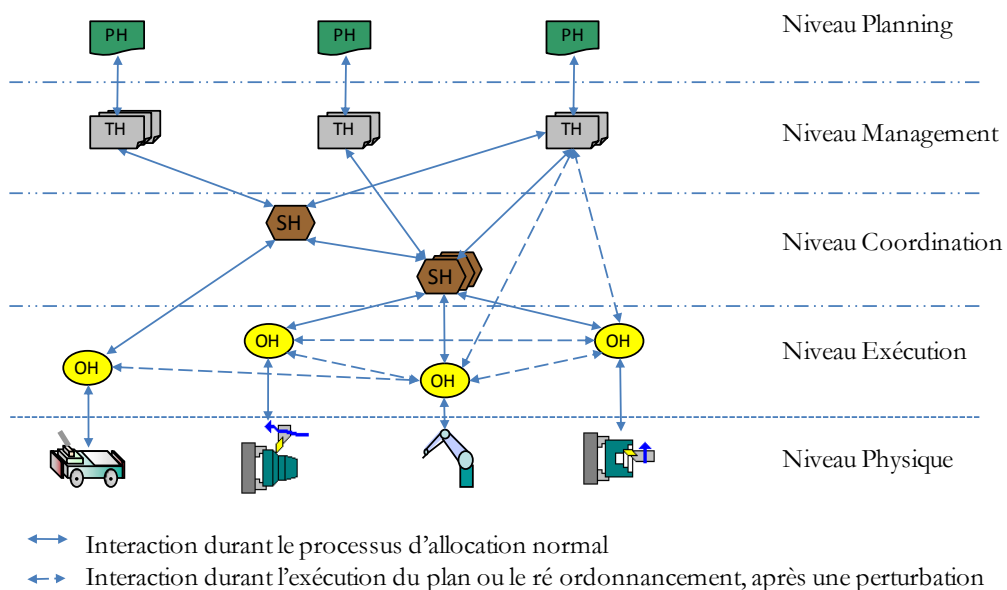 PH
PH
PH
Niveau Planning
TH
TH
TH
Niveau Management
SH
Niveau Coordination
SH
OH
OH
Niveau Exécution
OH
OH
Niveau Physique
Interaction durant le processus d’allocation normal
Interaction durant l’exécution du plan ou le ré ordonnancement, après une perturbation